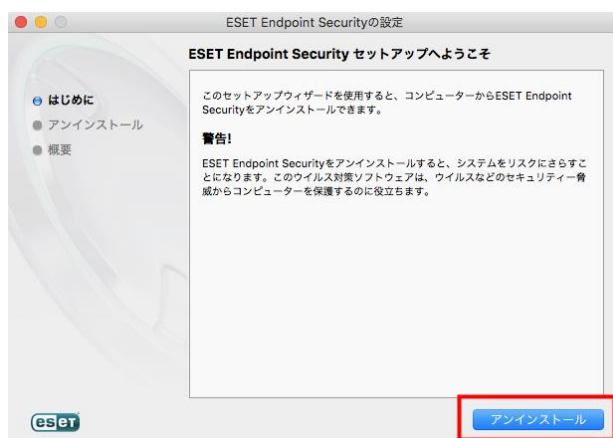 ESET Endpoint Securityの設定
ESET Endpoint Security セットアップへようこそ
はじめに
アンインストール
概要
このセットアップウィザードを使用すると、コンピューターからESET Endpoint
Securityをアンインストールできます。
警告!
ESET Endpoint Securityをアンインストールすると、システムをリスクにさらすこ
とになります。このウイルス対策ソフトウェアは、ウイルスなどのセキュリティー脅
威からコンピューターを保護するのに役立ちます。
eseT
アンインストール